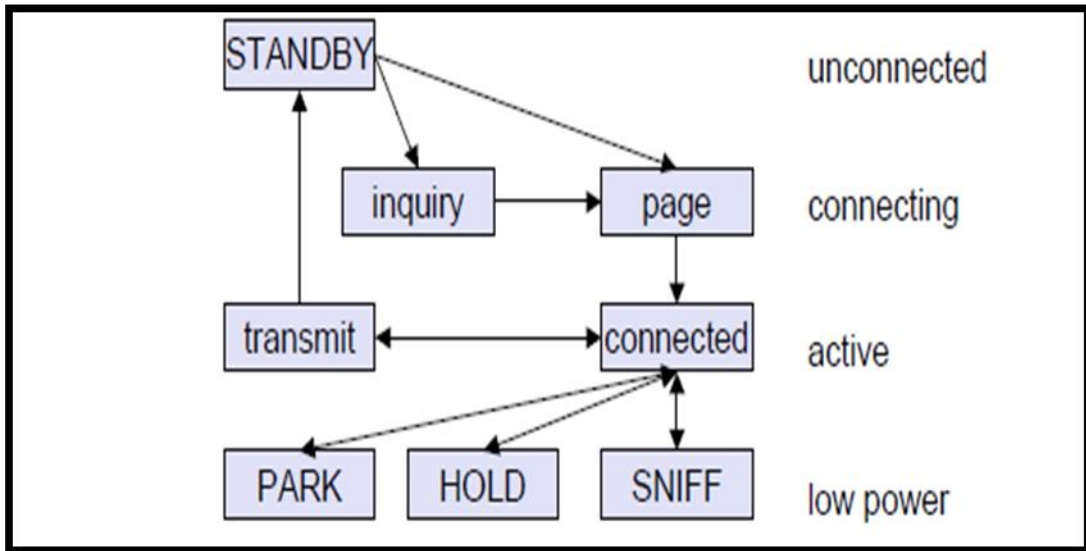 STANDBY
unconnected
inquiry
page
connecting
transmit
connected
active
PARK
HOLD
SNIFF
low power